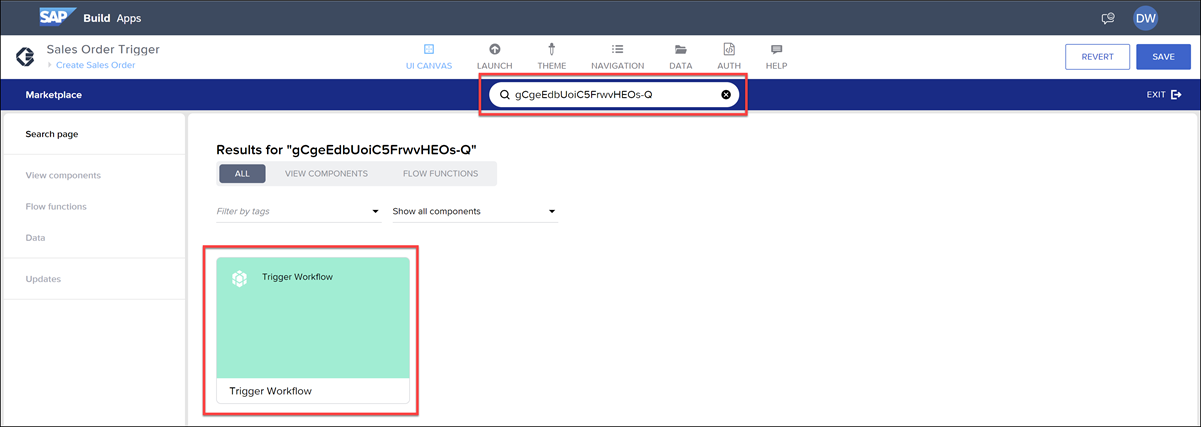 SAP Build Apps
DW
Sales Order Trigger
Create Sales Order
UI CANVAS LAUNCH THEME NAVIGATION DATA AUTH HELP
REVERT SAVE
Marketplace
gCgeEdbUoiC5FrwvHEOs-Q
EXIT
Search page
View components
Flow functions
Data
Updates
Results for "gCgeEdbUoiC5FrwvHEOs-Q"
ALL VIEW COMPONENTS FLOW FUNCTIONS
Filter by tags Show all components
Trigger Workflow
Trigger Workflow